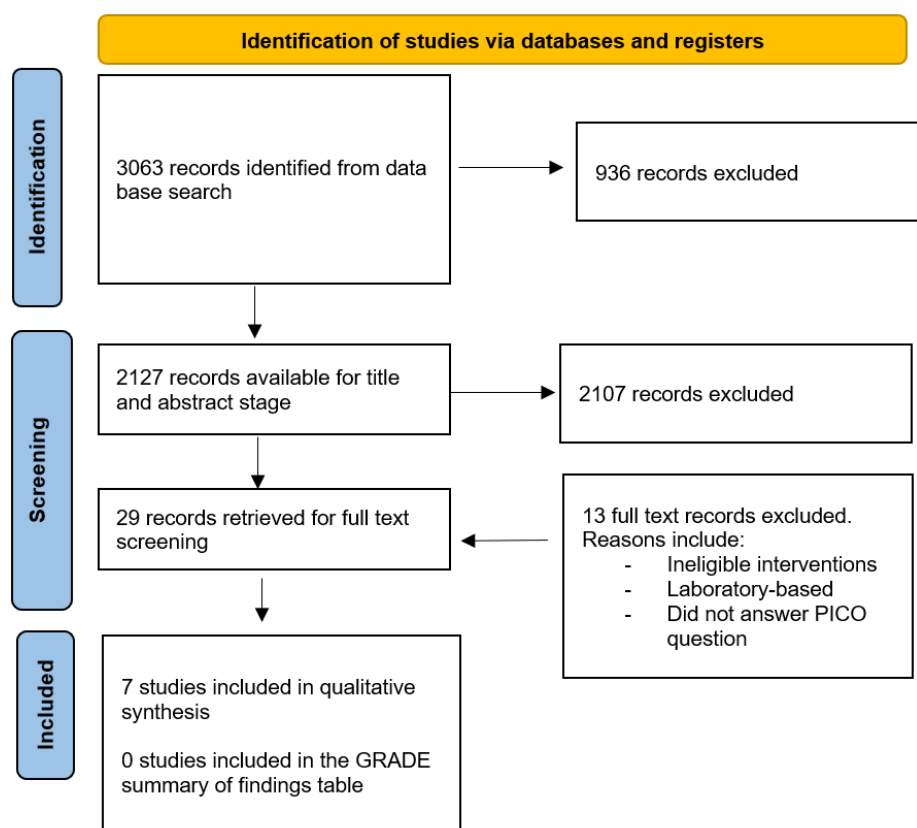 Identification of studies via databases and registers
Identification
3063 records identified from data
base search
936 records excluded
Screening
2127 records available for title
and abstract stage
2107 records excluded
29 records retrieved for full text
screening
13 full text records excluded.
Reasons include:
- Ineligible interventions
- Laboratory-based
- Did not answer PICO
question
Included
7 studies included in qualitative
synthesis
0 studies included in the GRADE
summary of findings table